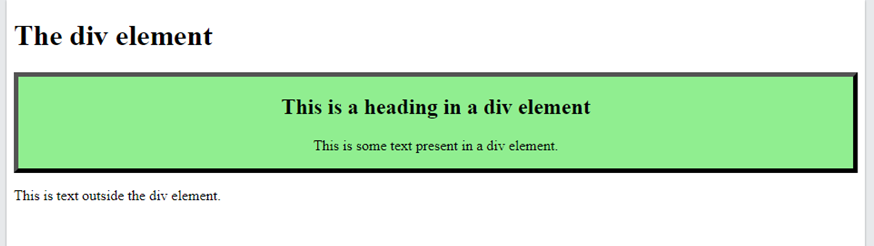 The div element
This is a heading in a div element
This is some text present in a div element.
This is text outside the div element.